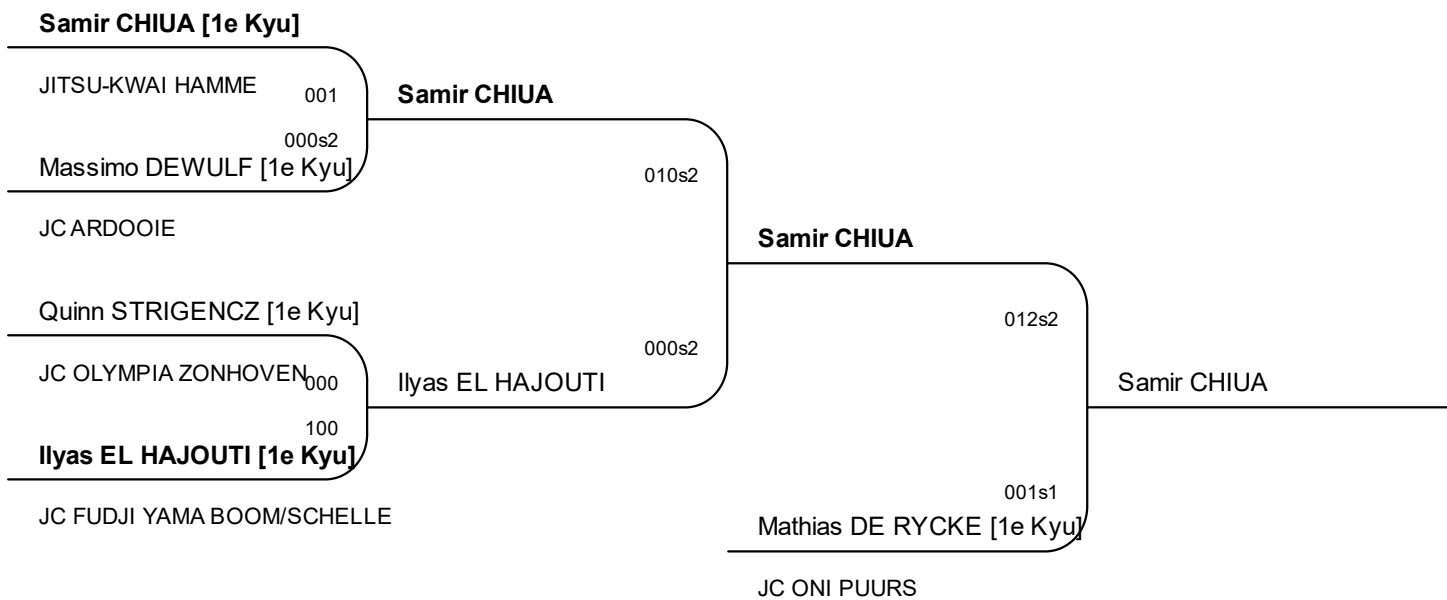 Samir CHIUA [1e Kyu]
JITSU-KWAI HAMME
001
Samir CHIUA
000s2
Massimo DEWULF [1e Kyu]
010s2
JC ARDOOIE
Samir CHIUA
Quinn STRIGENCZ [1e Kyu]
012s2
000s2
JC OLYMPIA ZONHOVEN
000
Ilyas EL HAJOUTI
Samir CHIUA
100
Ilyas EL HAJOUTI [1e Kyu]
001s1
JC FUDJI YAMA BOOM/SCHELLE
Mathias DE RYCKE [1e Kyu]
JC ONI PUURS